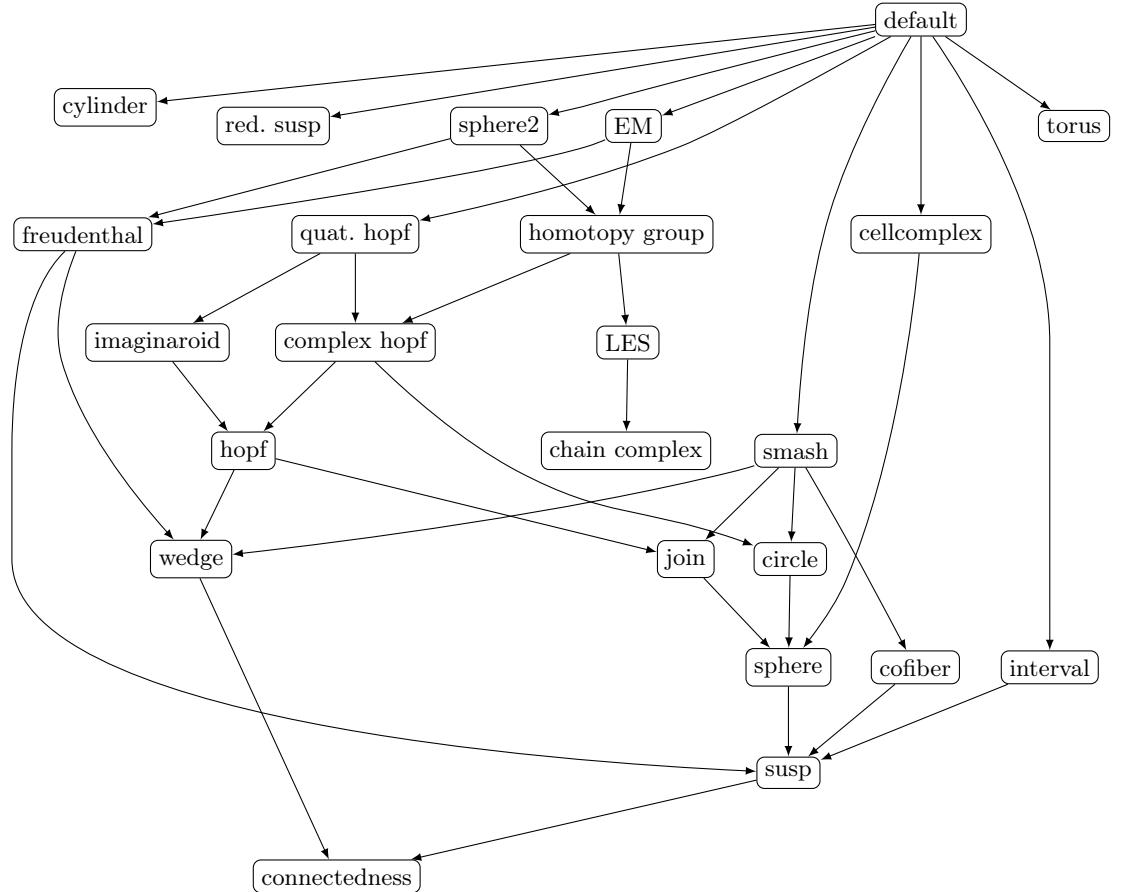 default
cylinder
red. susp
sphere2
EM
torus
freudenthal
quat. hopf
homotopy group
cellcomplex
imaginaroid
complex hopf
LES
hopf
chain complex
smash
wedge
join
circle
sphere
cofiber
interval
susp
connectedness